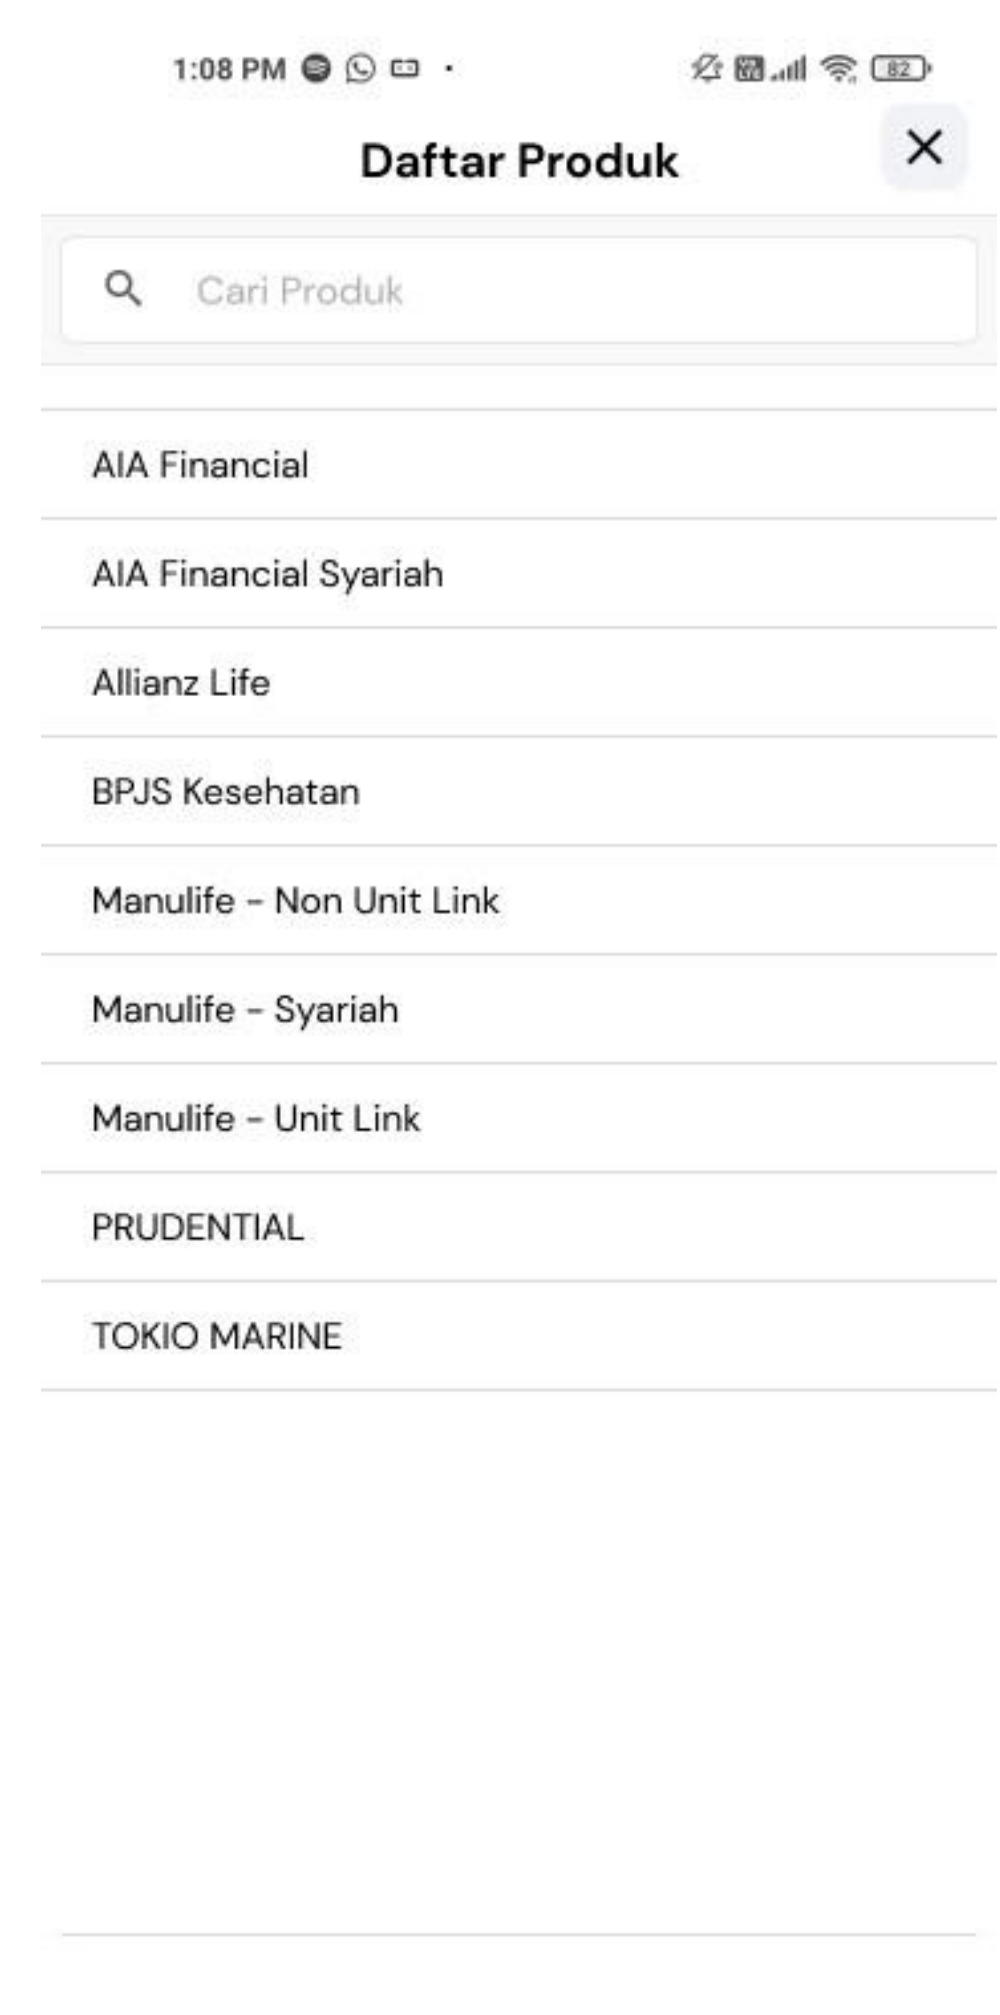 1:08 PM
82
Daftar Produk
Cari Produk
AIA Financial
AIA Financial Syariah
Allianz Life
BPJS Kesehatan
Manulife - Non Unit Link
Manulife - Syariah
Manulife - Unit Link
PRUDENTIAL
TOKIO MARINE